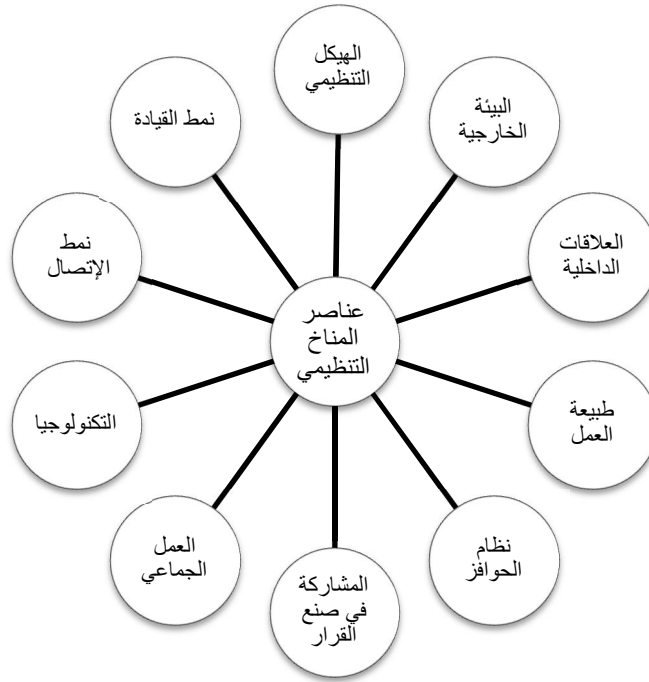 الهيكل
التنظيمي
البيئة
الخارجية
العلاقات
الداخلية
طبيعة
العمل
نظام
الحوافز
المشاركة
في صنع
القرار
العمل
الجماعي
التكنولوجيا
نمط
الإتصال
نمط القيادة
عناصر
المناخ
التنظيمي